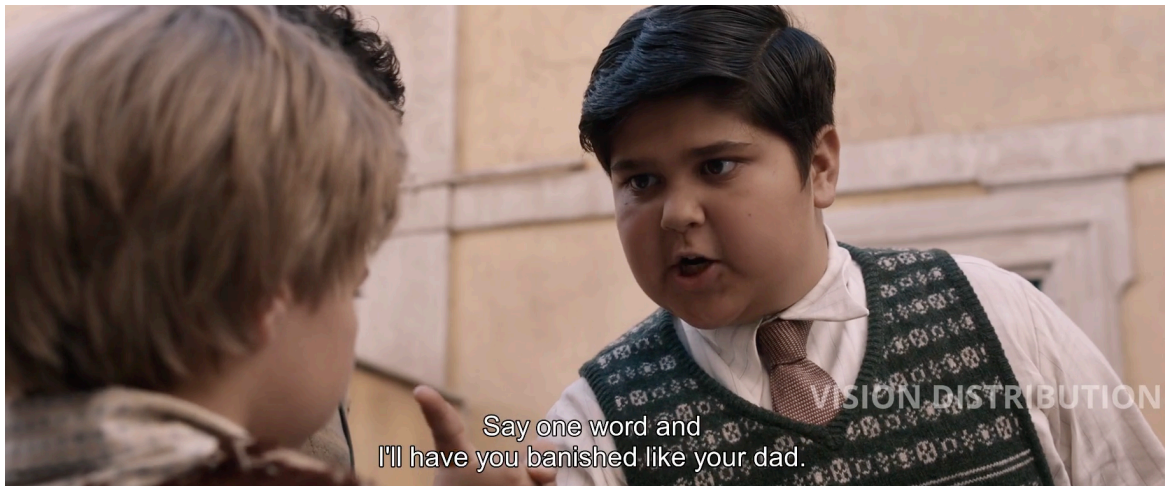 VISION DISTRIBUTION
Say one word and
I'll have you banished like your dad.